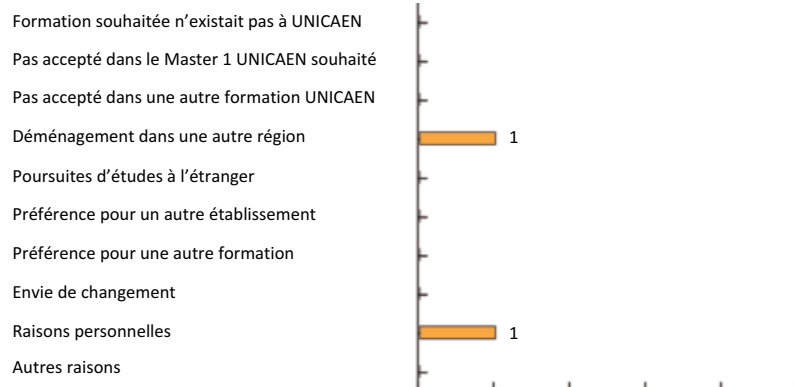 Formation souhaitée n’existait pas à UNICAEN
Pas accepté dans le Master 1 UNICAEN souhaité
Pas accepté dans une autre formation UNICAEN
Déménagement dans une autre région 1
Poursuites d’études à l’étranger
Préférence pour un autre établissement
Préférence pour une autre formation
Envie de changement
Raisons personnelles 1
Autres raisons